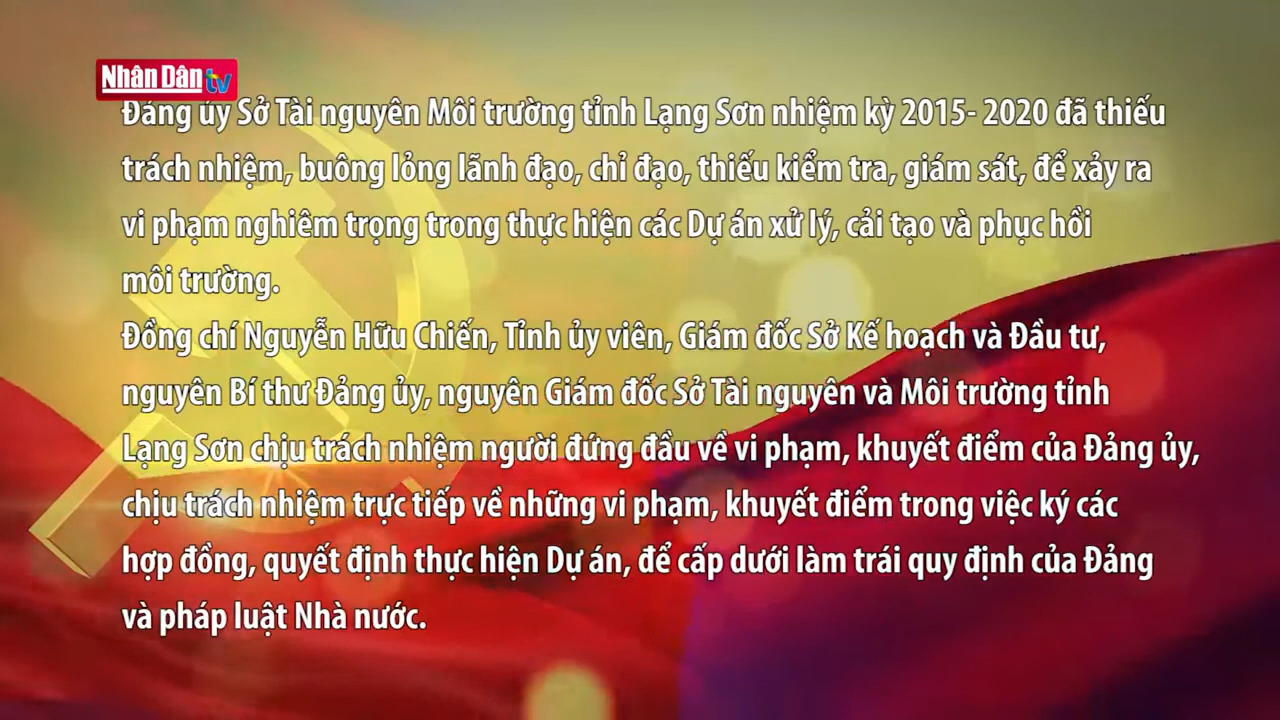 Nhân Dân tv
Đảng ủy Sở Tài nguyên Môi trường tỉnh Lạng Sơn nhiệm kỳ 2015- 2020 đã thiếu
trách nhiệm, buông lỏng lãnh đạo, chỉ đạo, thiếu kiểm tra, giám sát, để xảy ra
vi phạm nghiêm trọng trong thực hiện các Dự án xử lý, cải tạo và phục hồi
môi trường.
Đồng chí Nguyễn Hữu Chiến, Tỉnh ủy viên, Giám đốc Sở Kế hoạch và Đầu tư,
nguyên Bí thư Đảng ủy, nguyên Giám đốc Sở Tài nguyên và Môi trường tỉnh
Lạng Sơn chịu trách nhiệm người đứng đầu về vi phạm, khuyết điểm của Đảng ủy,
chịu trách nhiệm trực tiếp về những vi phạm, khuyết điểm trong việc ký các
hợp đồng, quyết định thực hiện Dự án, để cấp dưới làm trái quy định của Đảng
và pháp luật Nhà nước.